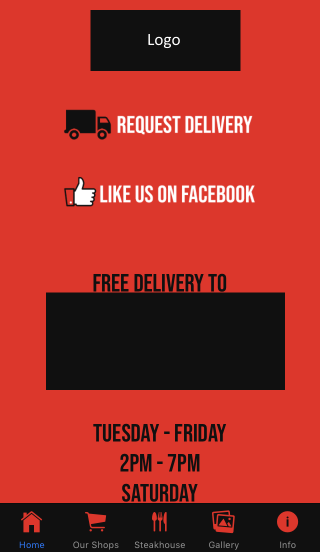 Logo
REQUEST DELIVERY
LIKE US ON FACEBOOK
FREE DELIVERY TO
TUESDAY - FRIDAY
2PM - 7PM
SATURDAY
Home Our Shops Steakhouse Gallery Info